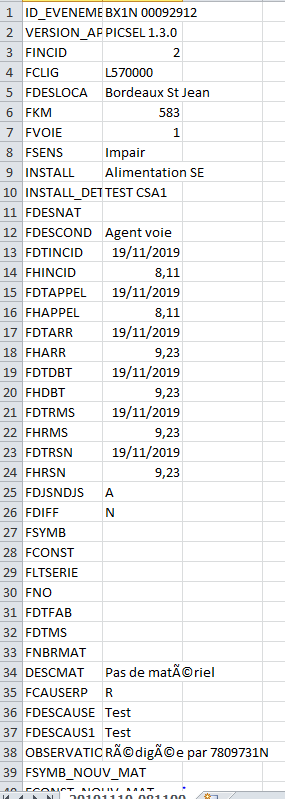 1 ID_EVENEME BX1N 00092912
2 VERSION_AP PICSEL 1.3.0
3 FINCID 2
4 FCLIG L570000
5 FDESLOCA Bordeaux St Jean
6 FKM 583
7 FVOIE 1
8 FSENS Impair
9 INSTALL Alimentation SE
10 INSTALL_DET TEST CSA1
11 FDESNAT
12 FDESCOND Agent voie
13 FDTINCID 19/11/2019
14 FHINCID 8,11
15 FDTAPPEL 19/11/2019
16 FHAPPEL 8,11
17 FDTARR 19/11/2019
18 FHARR 9,23
19 FDTDBT 19/11/2019
20 FHDBT 9,23
21 FDTRMS 19/11/2019
22 FHRMS 9,23
23 FDTRSN 19/11/2019
24 FHRSN 9,23
25 FDJSNDJS A
26 FDIFF N
27 FSYMB
28 FCONST
29 FLTSERIE
30 FNO
31 FDTFAB
32 FDTMS
33 FNBRMAT
34 DESCMAT Pas de matÃ©riel
35 FCAUSERP R
36 FDESCAUSE Test
37 FDESCAUS1 Test
38 OBSERVATIC RÃ©digÃ©e par 7809731N
39 FSYMB_NOUV_MAT